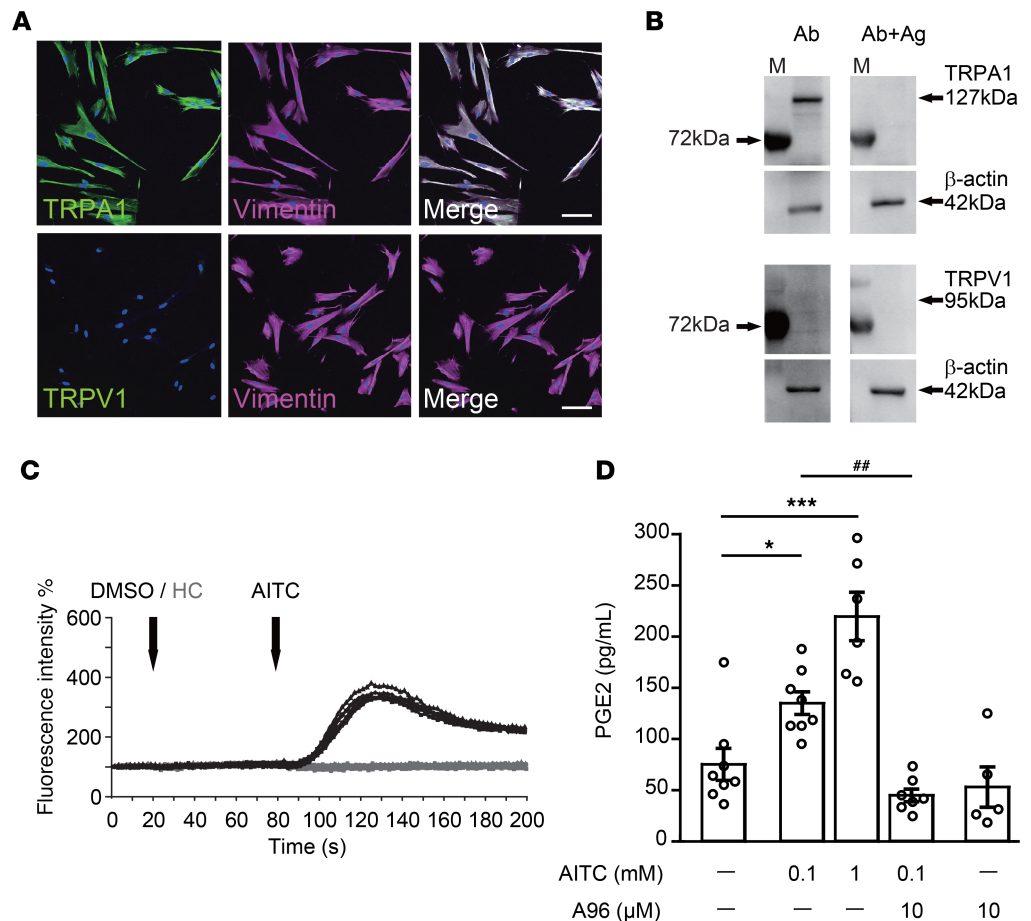 A
TRPA1
Vimentin
Merge
TRPV1
Vimentin
Merge
B
Ab
Ab+Ag
M
M
TRPA1
127kDa
72kDa
β-actin
42kDa
TRPV1
95kDa
72kDa
β-actin
42kDa
C
DMSO / HC
AITC
Fluorescence intensity %
600
400
200
0
0 20 40 60 80 100 120 140 160 180 200
Time (s)
D
##
***
*
PGE2 (pg/mL)
300
250
200
150
100
50
0
AITC (mM) — 0.1 1 0.1 —
A96 (µM) — — — 10 10